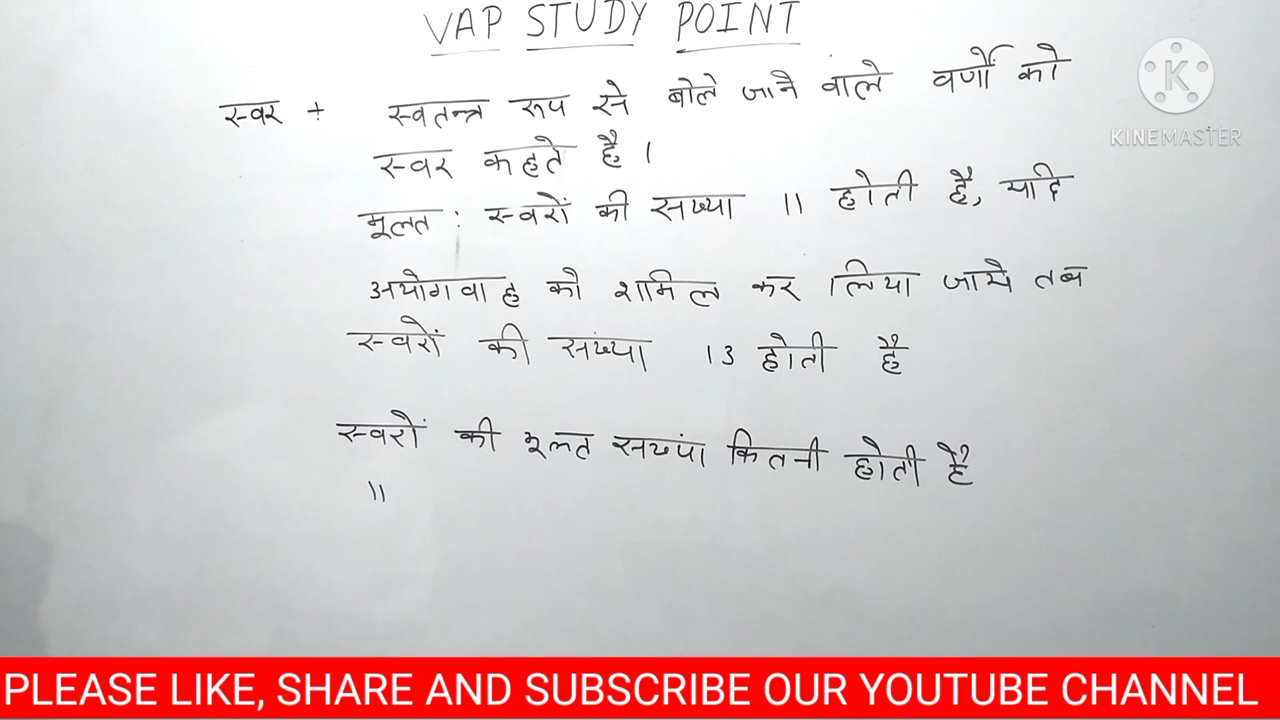 VAP STUDY POINT
स्वर ÷ स्वतन्त्र रूप से बोले जाने वाले वर्णों को
स्वर कहते है ।
मूलत : स्वरों की सख्या 11 होती है, यदि
अयोगवाह को शामिल कर लिया जाये तब
स्वरों की संख्या 13 होती है
स्वरों की मूलत सख्यां कितनी होती है
11
KINEMASTER
PLEASE LIKE, SHARE AND SUBSCRIBE OUR YOUTUBE CHANNEL